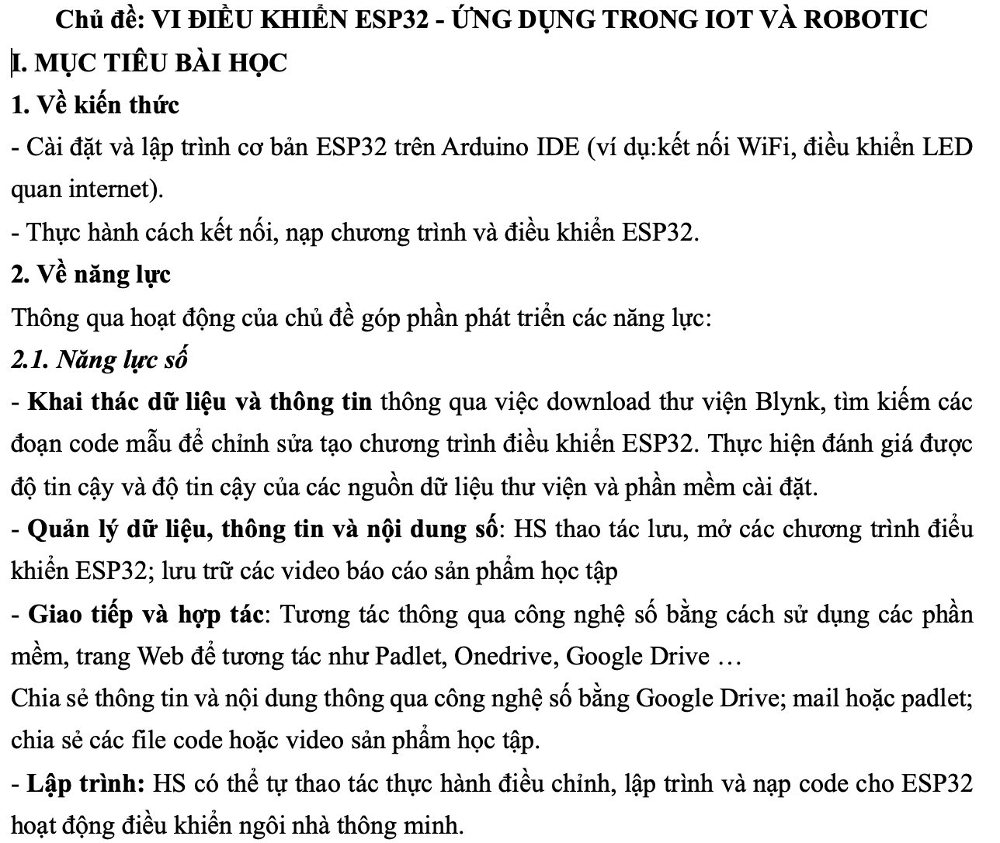 Chủ đề: VI ĐIỀU KHIỂN ESP32 - ỨNG DỤNG TRONG IOT VÀ ROBOTIC
I. MỤC TIÊU BÀI HỌC
1. Về kiến thức
- Cài đặt và lập trình cơ bản ESP32 trên Arduino IDE (ví dụ:kết nối WiFi, điều khiển LED
quan internet).
- Thực hành cách kết nối, nạp chương trình và điều khiển ESP32.
2. Về năng lực
Thông qua hoạt động của chủ đề góp phần phát triển các năng lực:
2.1. Năng lực số
- Khai thác dữ liệu và thông tin thông qua việc download thư viện Blynk, tìm kiếm các
đoạn code mẫu để chỉnh sửa tạo chương trình điều khiển ESP32. Thực hiện đánh giá được
độ tin cậy và độ tin cậy của các nguồn dữ liệu thư viện và phần mềm cài đặt.
- Quản lý dữ liệu, thông tin và nội dung số: HS thao tác lưu, mở các chương trình điểu
khiển ESP32; lưu trữ các video báo cáo sản phẩm học tập
- Giao tiếp và hợp tác: Tương tác thông qua công nghệ số bằng cách sử dụng các phần
mềm, trang Web để tương tác như Padlet, Onedrive, Google Drive …
Chia sẻ thông tin và nội dung thông qua công nghệ số bằng Google Drive; mail hoặc padlet;
chia sẻ các file code hoặc video sản phẩm học tập.
- Lập trình: HS có thể tự thao tác thực hành điều chỉnh, lập trình và nạp code cho ESP32
hoạt động điều khiển ngôi nhà thông minh.